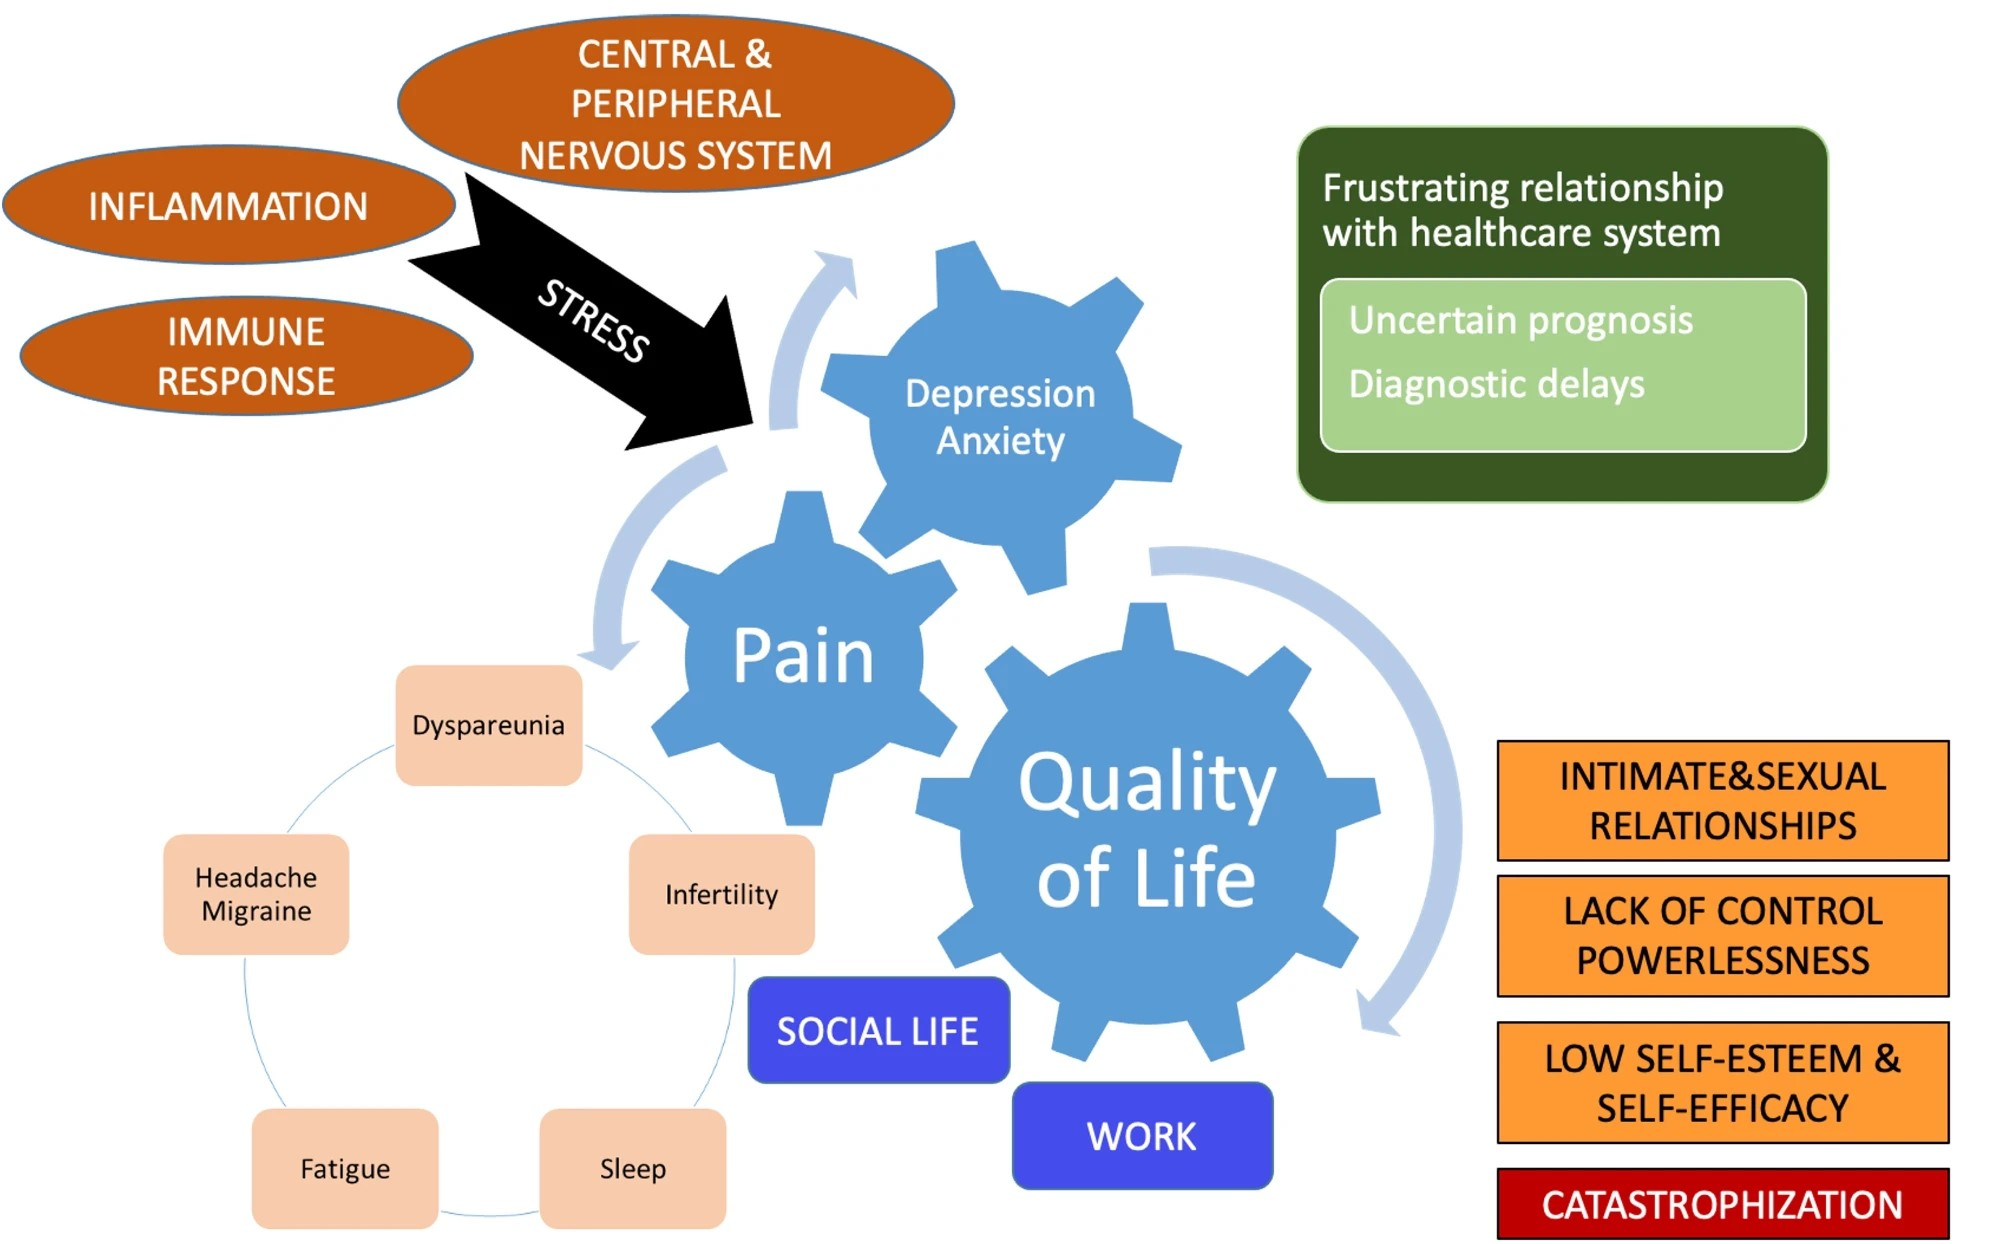 CENTRAL &
PERIPHERAL
NERVOUS SYSTEM
INFLAMMATION
IMMUNE
RESPONSE
STRESS
Frustrating relationship
with healthcare system
Uncertain prognosis
Diagnostic delays
Depression
Anxiety
Pain
Quality
of Life
Dyspareunia
Headache
Migraine
Infertility
Fatigue
Sleep
SOCIAL LIFE
WORK
INTIMATE&SEXUAL
RELATIONSHIPS
LACK OF CONTROL
POWERLESSNESS
LOW SELF-ESTEEM &
SELF-EFFICACY
CATASTROPHIZATION